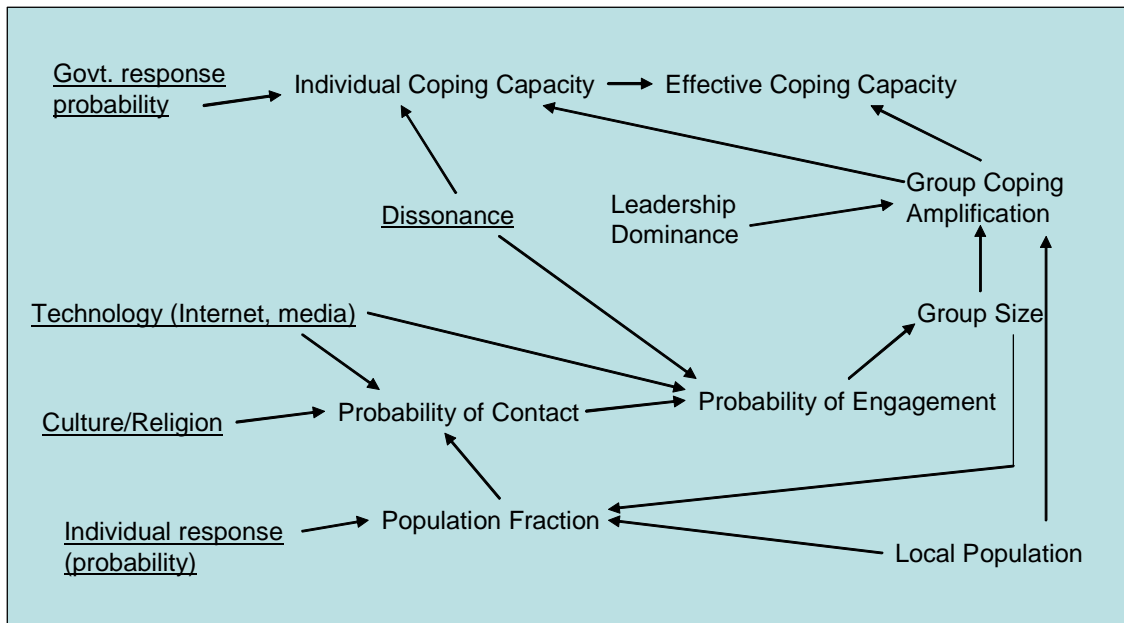 Govt. response
probability
Individual Coping Capacity
Effective Coping Capacity
Group Coping
Amplification
Leadership
Dominance
Dissonance
Technology (Internet, media)
Group Size
Probability of Engagement
Probability of Contact
Culture/Religion
Population Fraction
Individual response
(probability)
Local Population